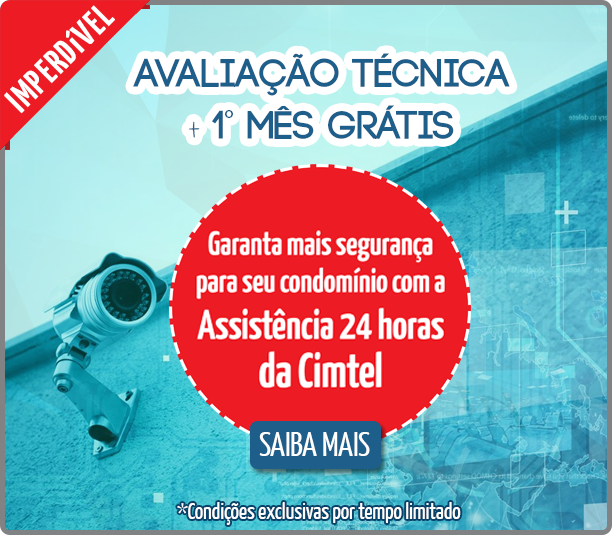 IMPERDíVEL
AVALIAÇÃO TÉCNICA
+ 1° MÊS GRÁTIS
Garanta mais segurança
para seu condomínio com a
Assistência 24 horas
da Cimtel
SAIBA MAIS
*Condições exclusivas por tempo limitado